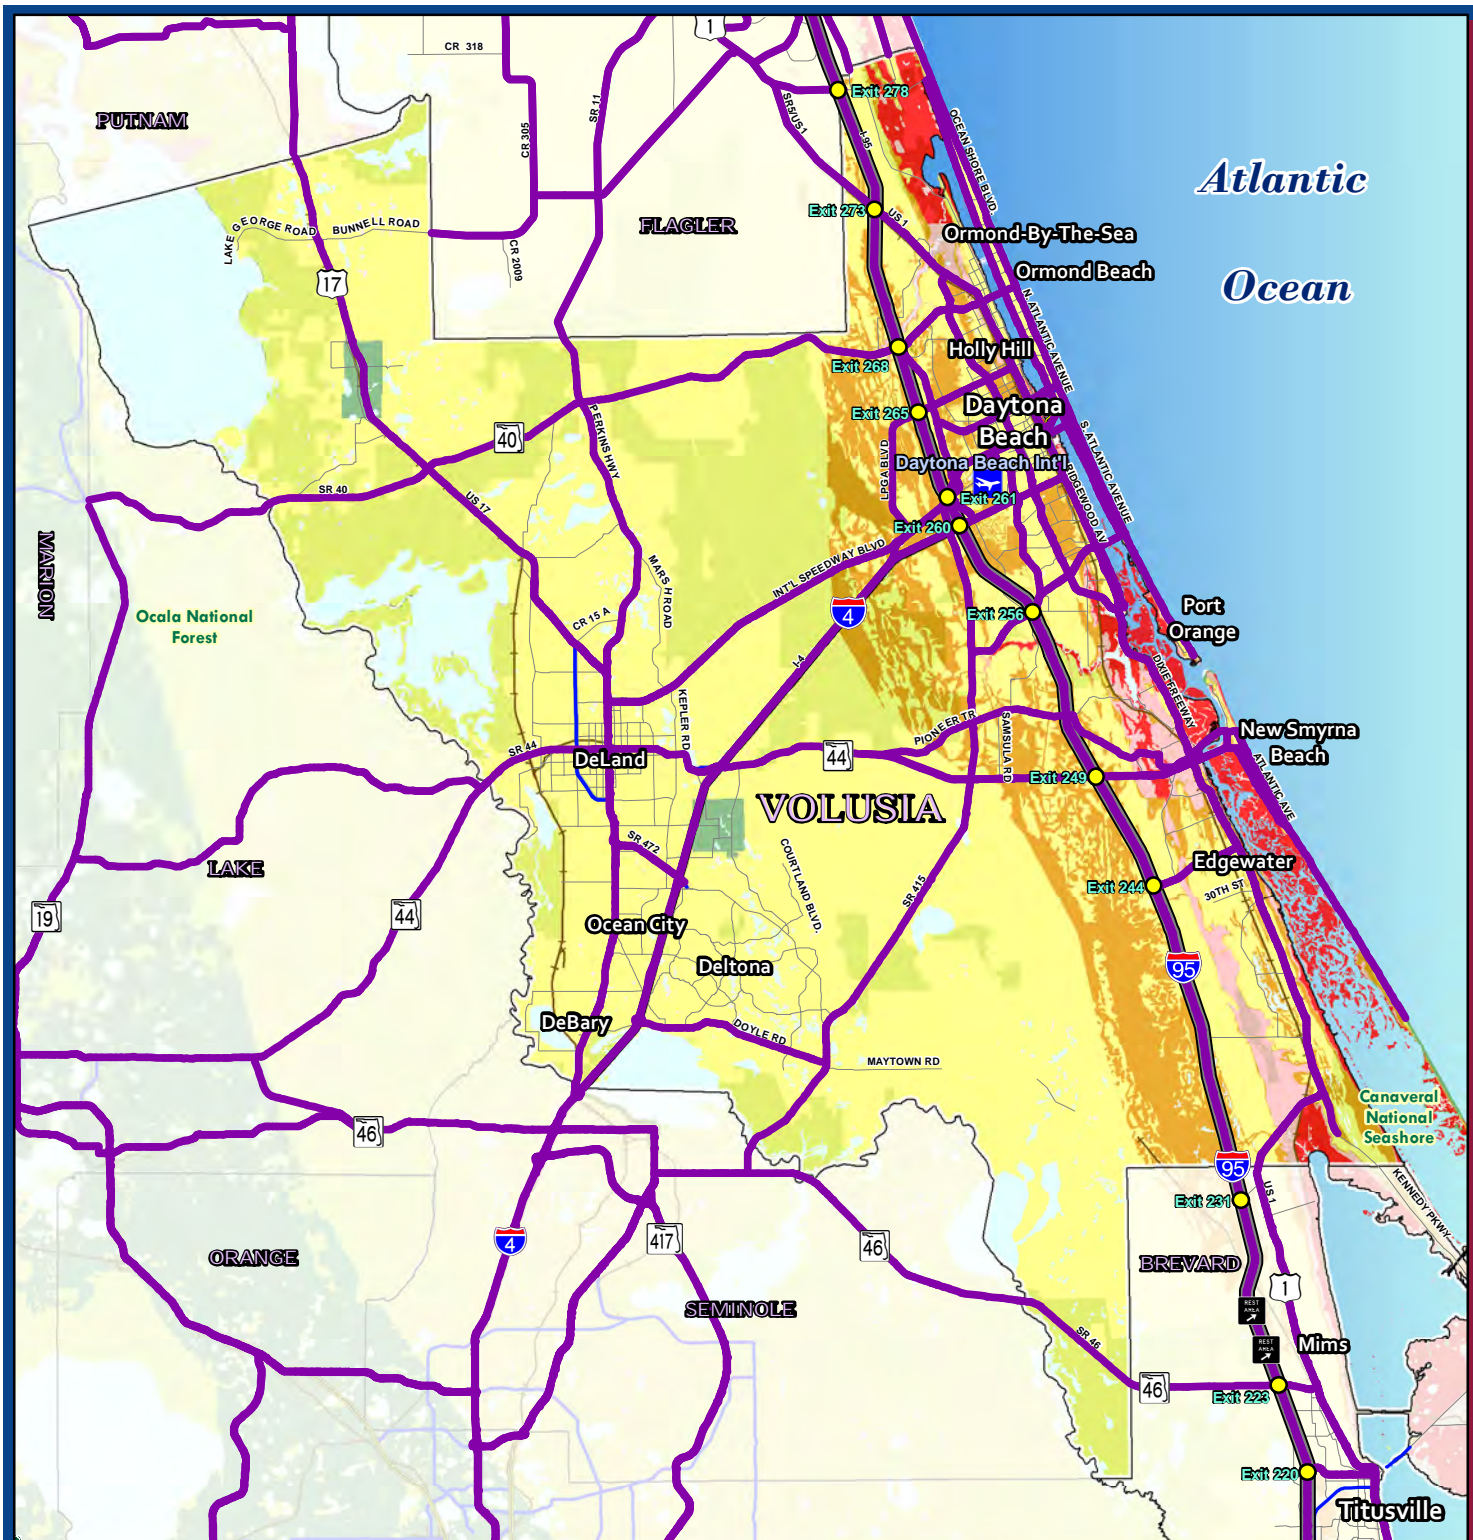 1
CR 318
Exit 278
SR 11
SR5/US1
PUTNAM
CR 305
I-95
OCEAN SHORE BLVD.
Atlantic
Exit 273
US 1
FLAGLER
LAKE GEORGE ROAD
BUNNELL ROAD
Ormond-By-The-Sea
CR 2009
Ormond Beach
17
Ocean
N. ATLANTIC AVENUE
Holly Hill
Exit 268
Daytona
Beach
Exit 265
PERKINS HWY
40
S. ATLANTIC AVENUE
LPGA BLVD
Daytona Beach Int'l
RIDGEWOOD AV
SR 40
US 17
Exit 261
Exit 260
MARION
INT'L SPEEDWAY BLVD
MARSH ROAD
Ocala National
Forest
CR 15 A
4
Exit 256
Port
Orange
I-4
DIXIE FREEWAY
KEPLER RD
PIONEER TR
SAMSULA RD
New Smyrna
Beach
SR 44
DeLand
44
Exit 249
ATLANTIC AVE
VOLUSIA
SR 472
COURTLAND BLVD.
LAKE
Edgewater
Exit 244
30TH ST
SR 415
19
44
Ocean City
Deltona
95
DeBary
DOYLE RD
MAYTOWN RD
Canaveral
National
Seashore
46
95
KENNEDY PKWY
Exit 231
US 1
4
417
46
ORANGE
BREVARD
1
SEMINOLE
REST
AREA
SR 46
REST
AREA
Mims
46
Exit 223
Exit 220
Titusville